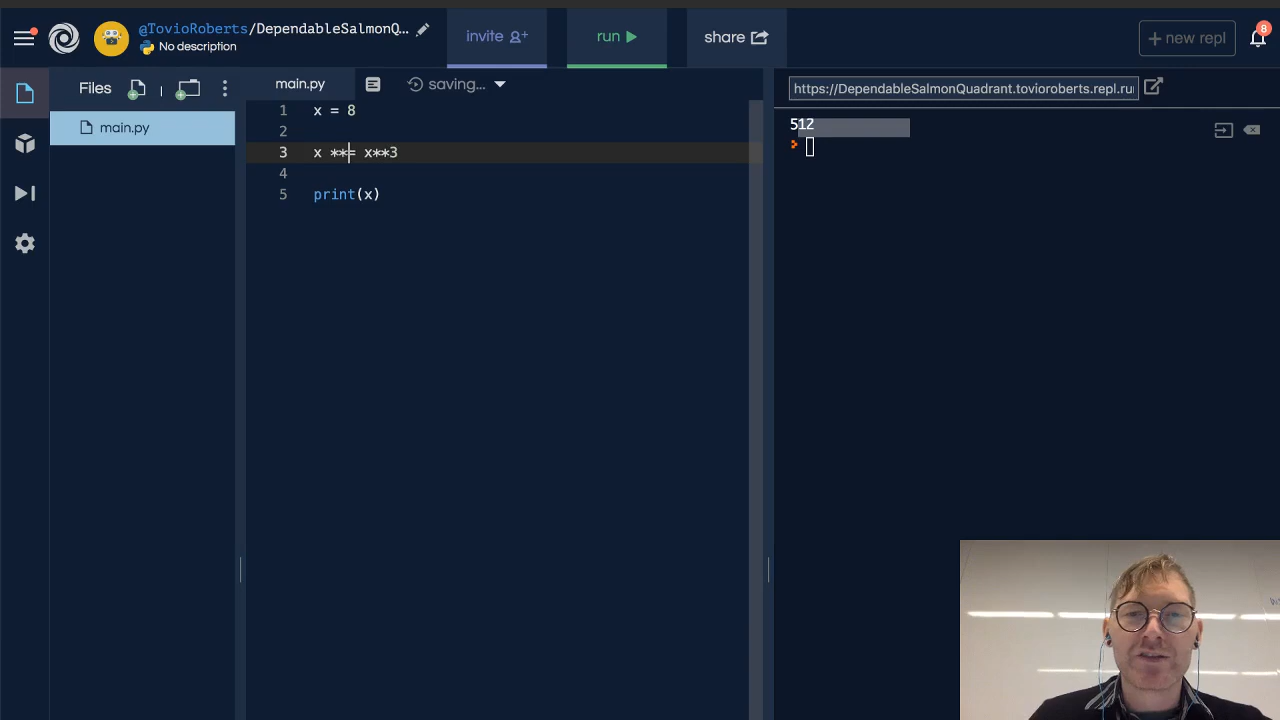 @TovioRoberts/DependableSalmonQ...
No description
invite
run
share
+ new repl
8
Files
main.py
saving...
https://DependableSalmonQuadrant.tovioroberts.repl.ru
main.py
1 x = 8
2
3 x **= x**3
4
5 print(x)
512